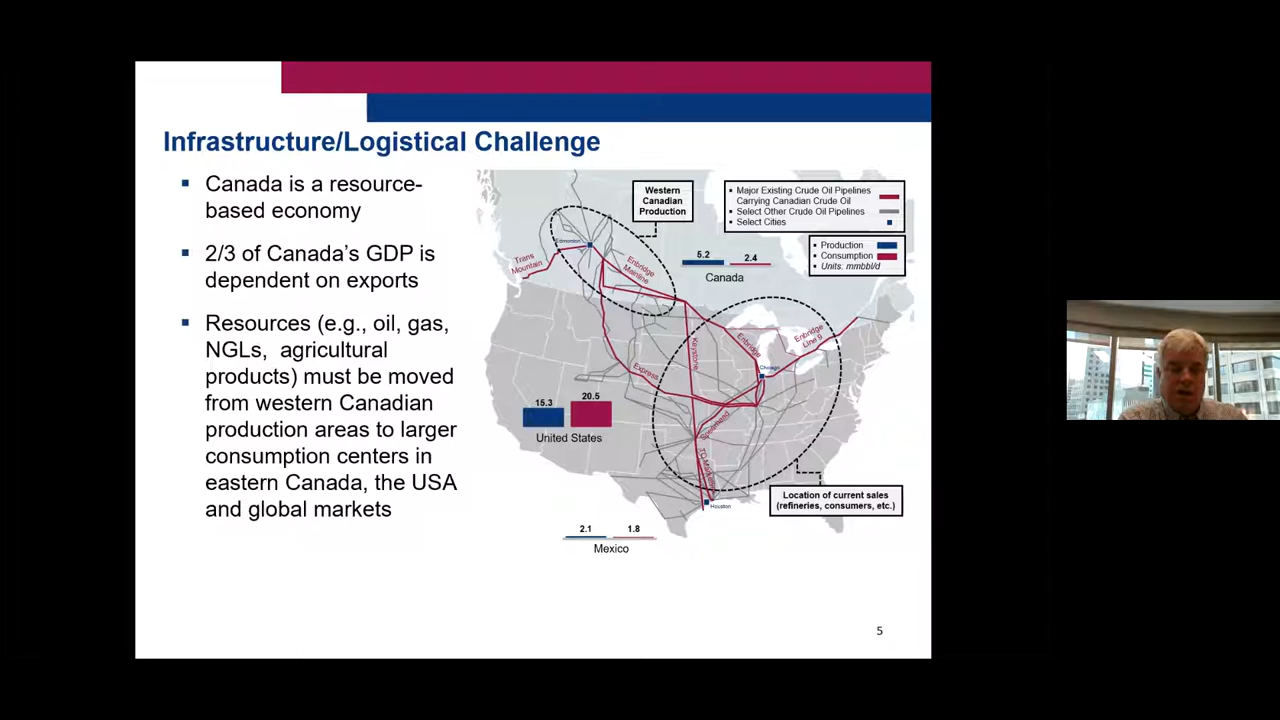 Infrastructure/Logistical Challenge
▪ Canada is a resource-
based economy
▪ 2/3 of Canada's GDP is
dependent on exports
▪ Resources (e.g., oil, gas,
NGLs, agricultural
products) must be moved
from western Canadian
production areas to larger
consumption centers in
eastern Canada, the USA
and global markets
Western
Canadian
Production
▪ Major Existing Crude Oil Pipelines
Carrying Canadian Crude Oil
▪ Select Other Crude Oil Pipelines
▪ Select Cities
▪ Production
▪ Consumption
▪ Units: mmbbl/d
Edmonton
Trans
Mountain
Enbridge
Mainline
5.2 2.4
Canada
Keystone
Enbridge
Enbridge
Line 9
Chicago
Express
15.3 20.5
United States
Spearhead
Houston
Location of current sales
(refineries, consumers, etc.)
2.1 1.8
Mexico
5